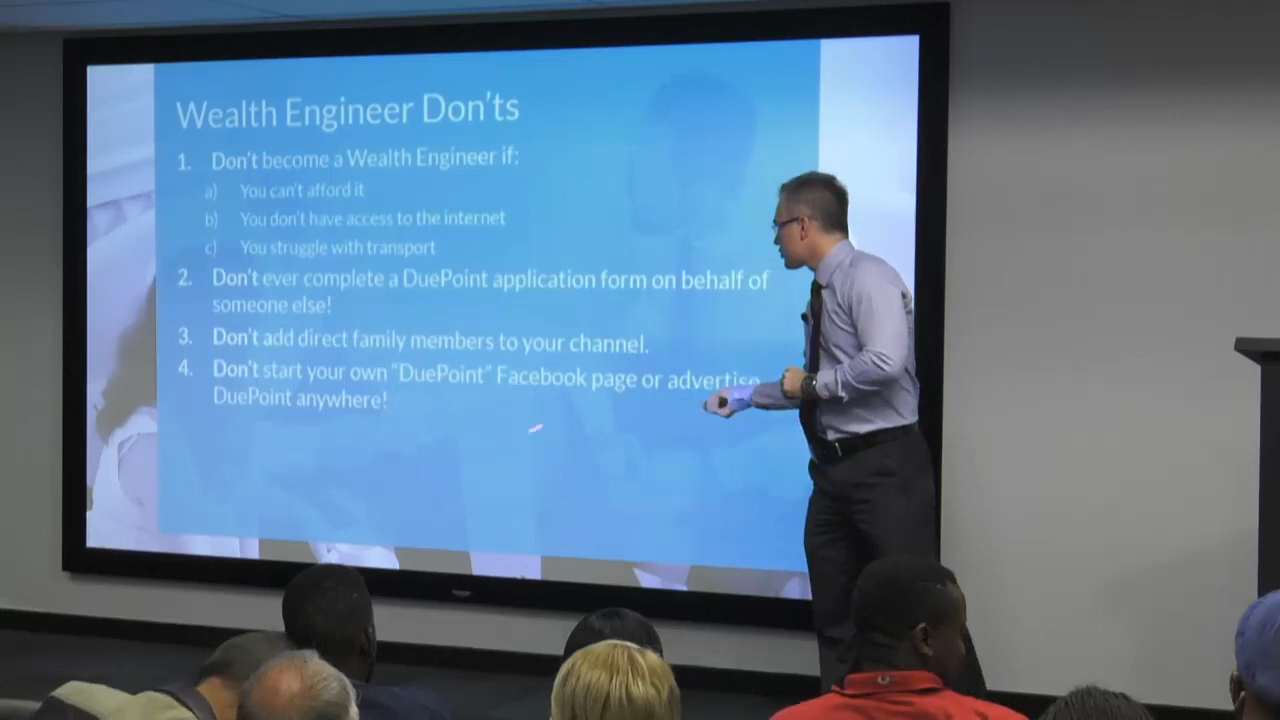 Wealth Engineer Don'ts
1. Don't become a Wealth Engineer if:
a) You can't afford it
b) You don't have access to the internet
c) You struggle with transport
2. Don't ever complete a DuePoint application form on behalf of
someone else!
3. Don't add direct family members to your channel.
4. Don't start your own “DuePoint” Facebook page or advertise
DuePoint anywhere!